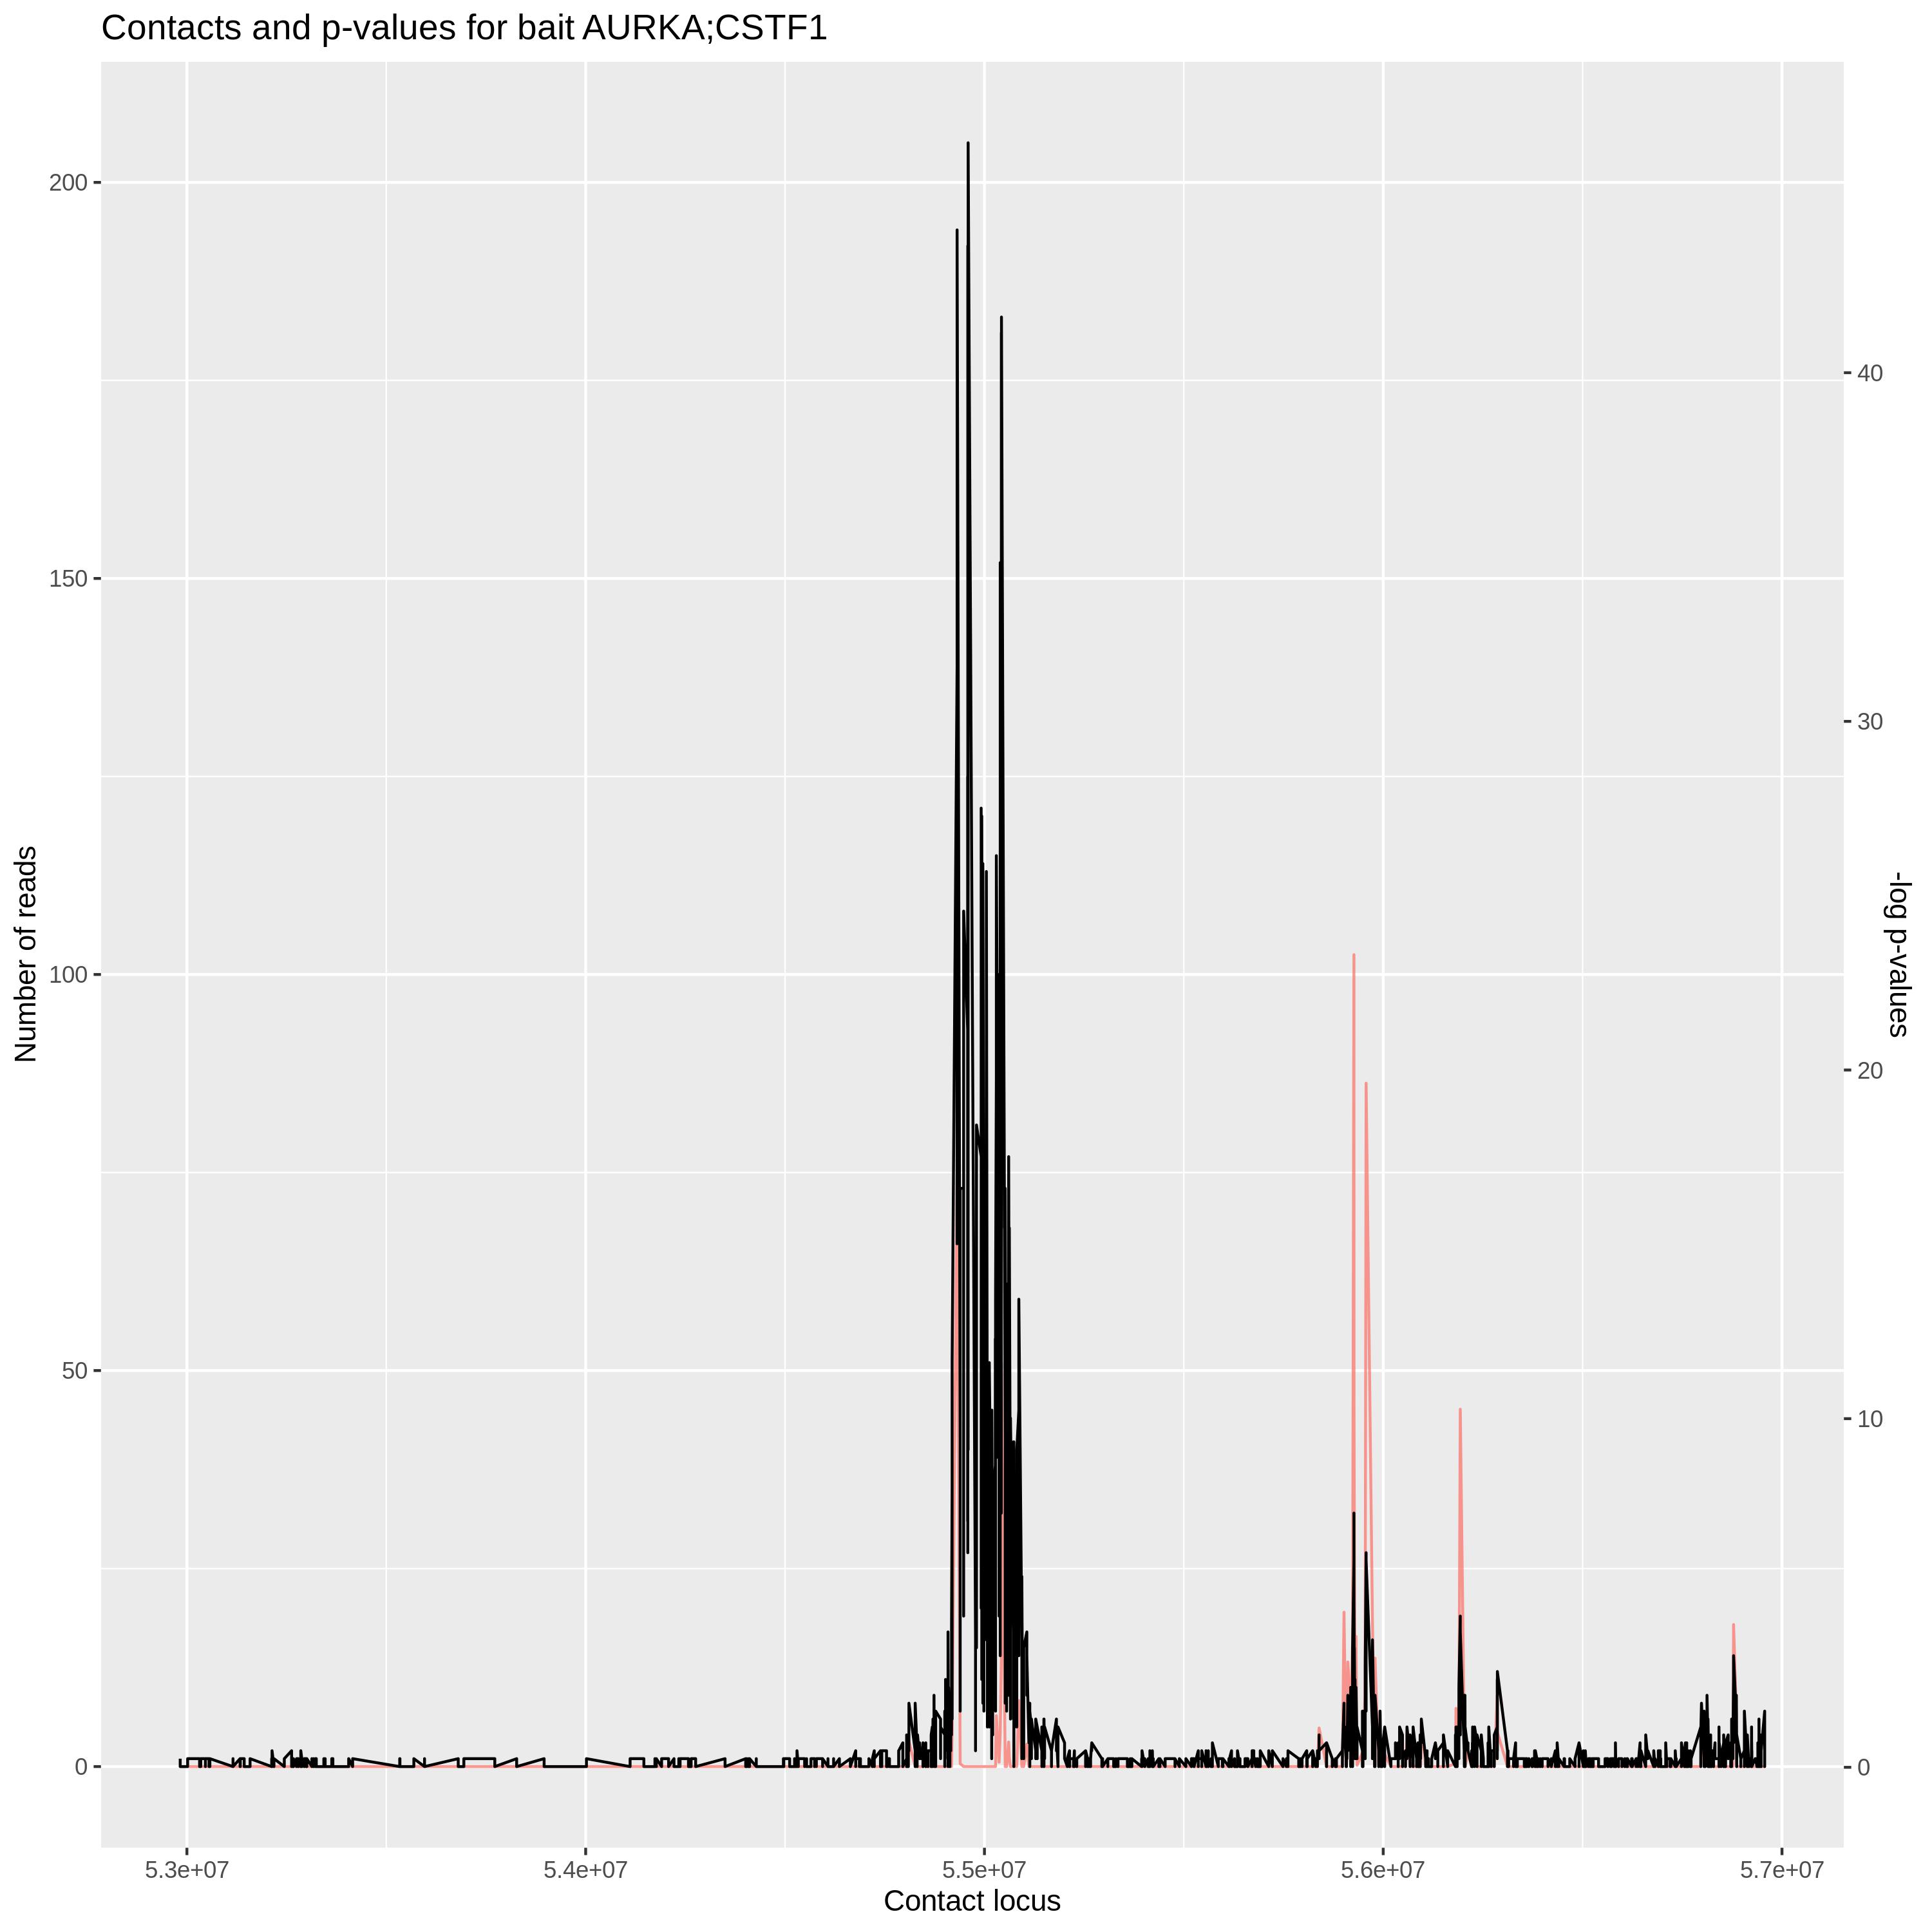 Contacts and p-values for bait AURKA;CSTF1
200
150
100
50
0
Number of reads
40
30
20
10
0
-log p-values
5.3e+07
5.4e+07
5.5e+07
5.6e+07
5.7e+07
Contact locus